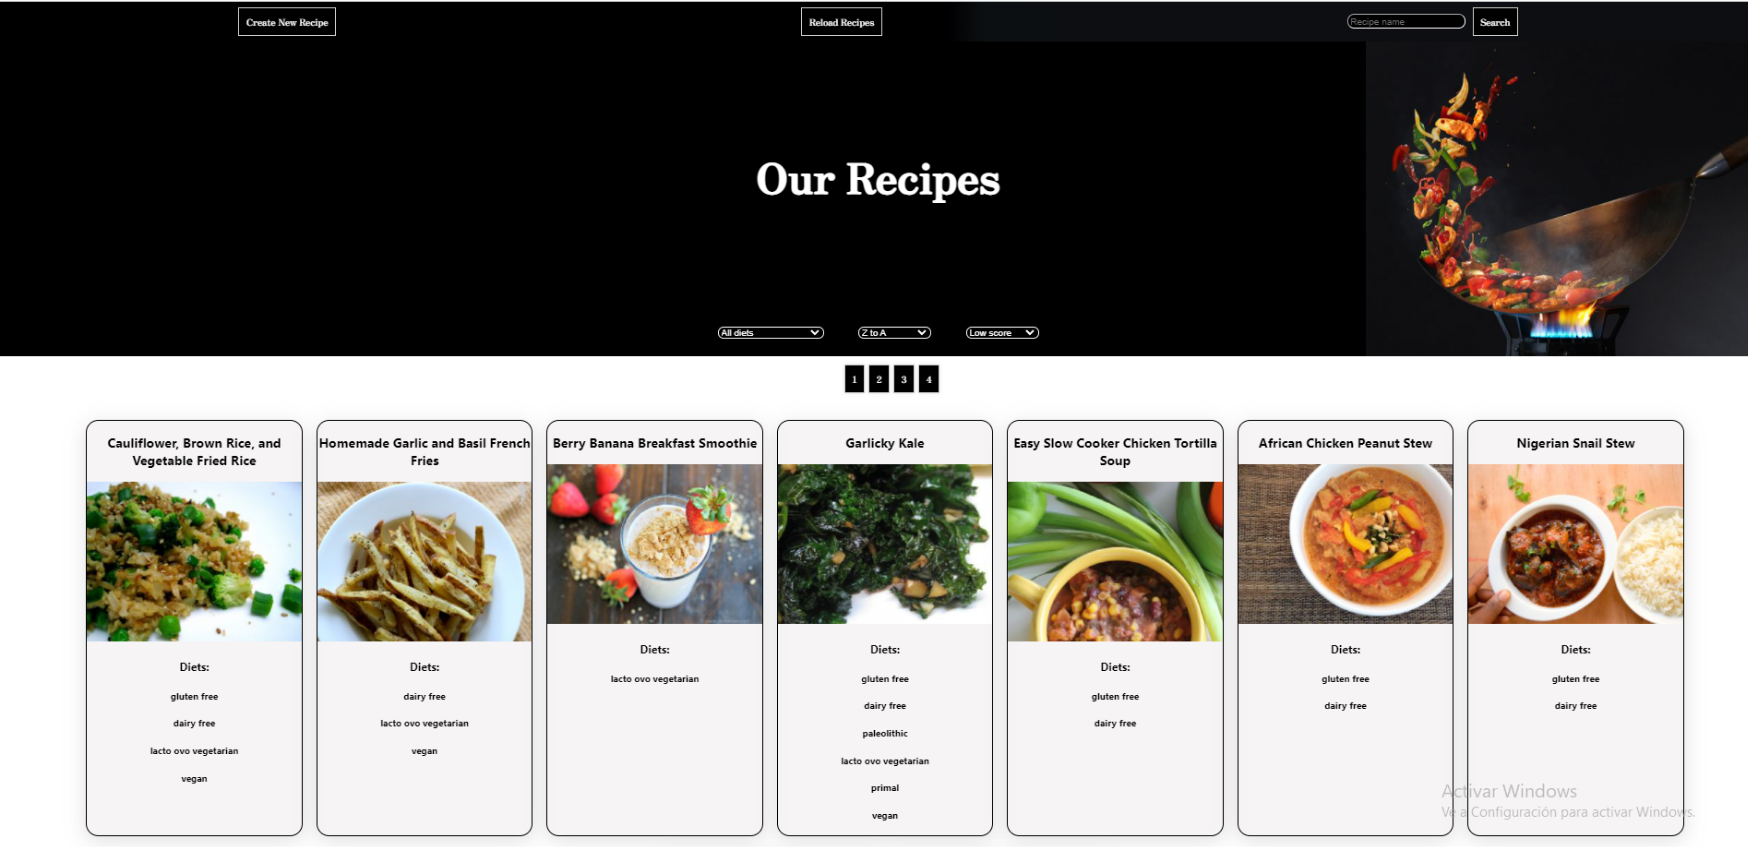 Create New Recipe
Reload Recipes
Recipe name
Search
Our Recipes
All diets
Z to A
Low score
1 2 3 4
Cauliflower, Brown Rice, and
Vegetable Fried Rice
Diets:
gluten free
dairy free
lacto ovo vegetarian
vegan
Homemade Garlic and Basil French
Fries
Diets:
dairy free
lacto ovo vegetarian
vegan
Berry Banana Breakfast Smoothie
Diets:
lacto ovo vegetarian
Garlicky Kale
Diets:
gluten free
dairy free
paleolithic
lacto ovo vegetarian
primal
vegan
Easy Slow Cooker Chicken Tortilla
Soup
Diets:
gluten free
dairy free
African Chicken Peanut Stew
Diets:
gluten free
dairy free
Nigerian Snail Stew
Diets:
gluten free
dairy free
Activar Windows
Ve a Configuración para activar Windows.